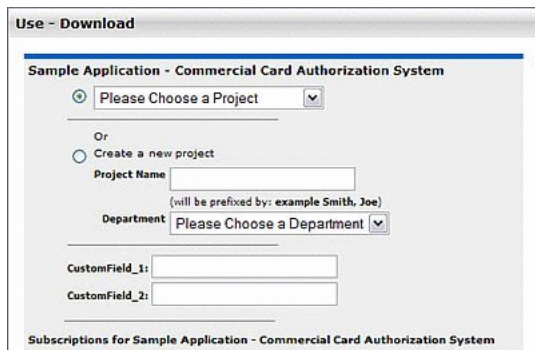 Use - Download
Sample Application - Commercial Card Authorization System
Please Choose a Project
Or
Create a new project
Project Name
(will be prefixed by: example Smith, Joe)
Department Please Choose a Department
CustomField_1:
CustomField_2:
Subscriptions for Sample Application - Commercial Card Authorization System